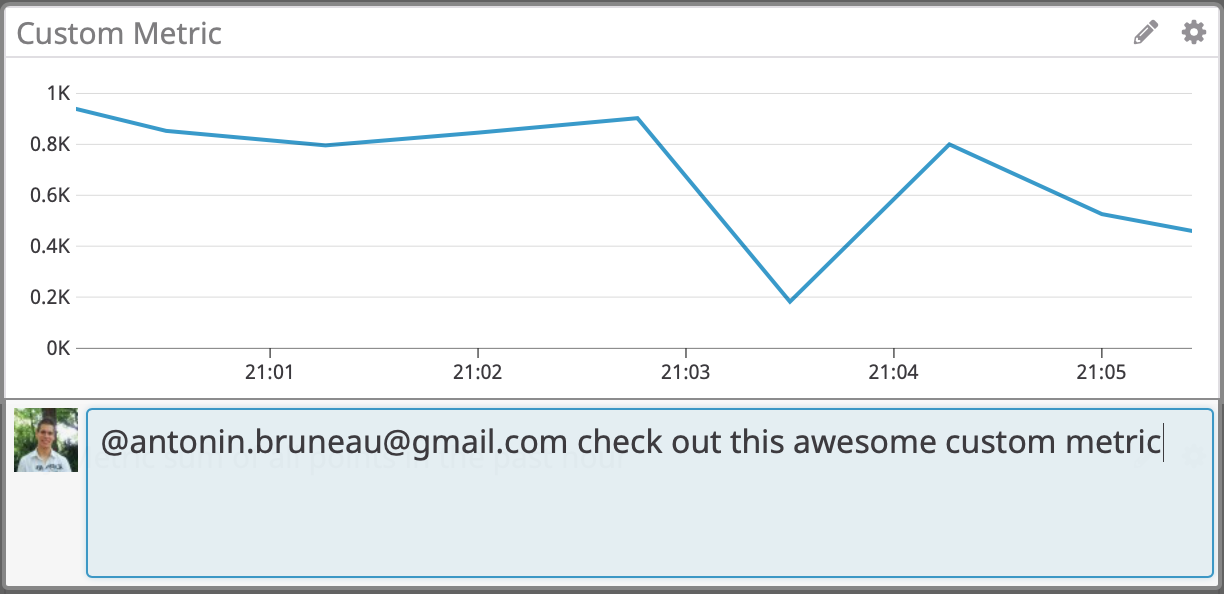 Custom Metric
1K
0.8K
0.6K
0.4K
0.2K
0K
21:01 21:02 21:03 21:04 21:05
@antonin.bruneau@gmail.com check out this awesome custom metric